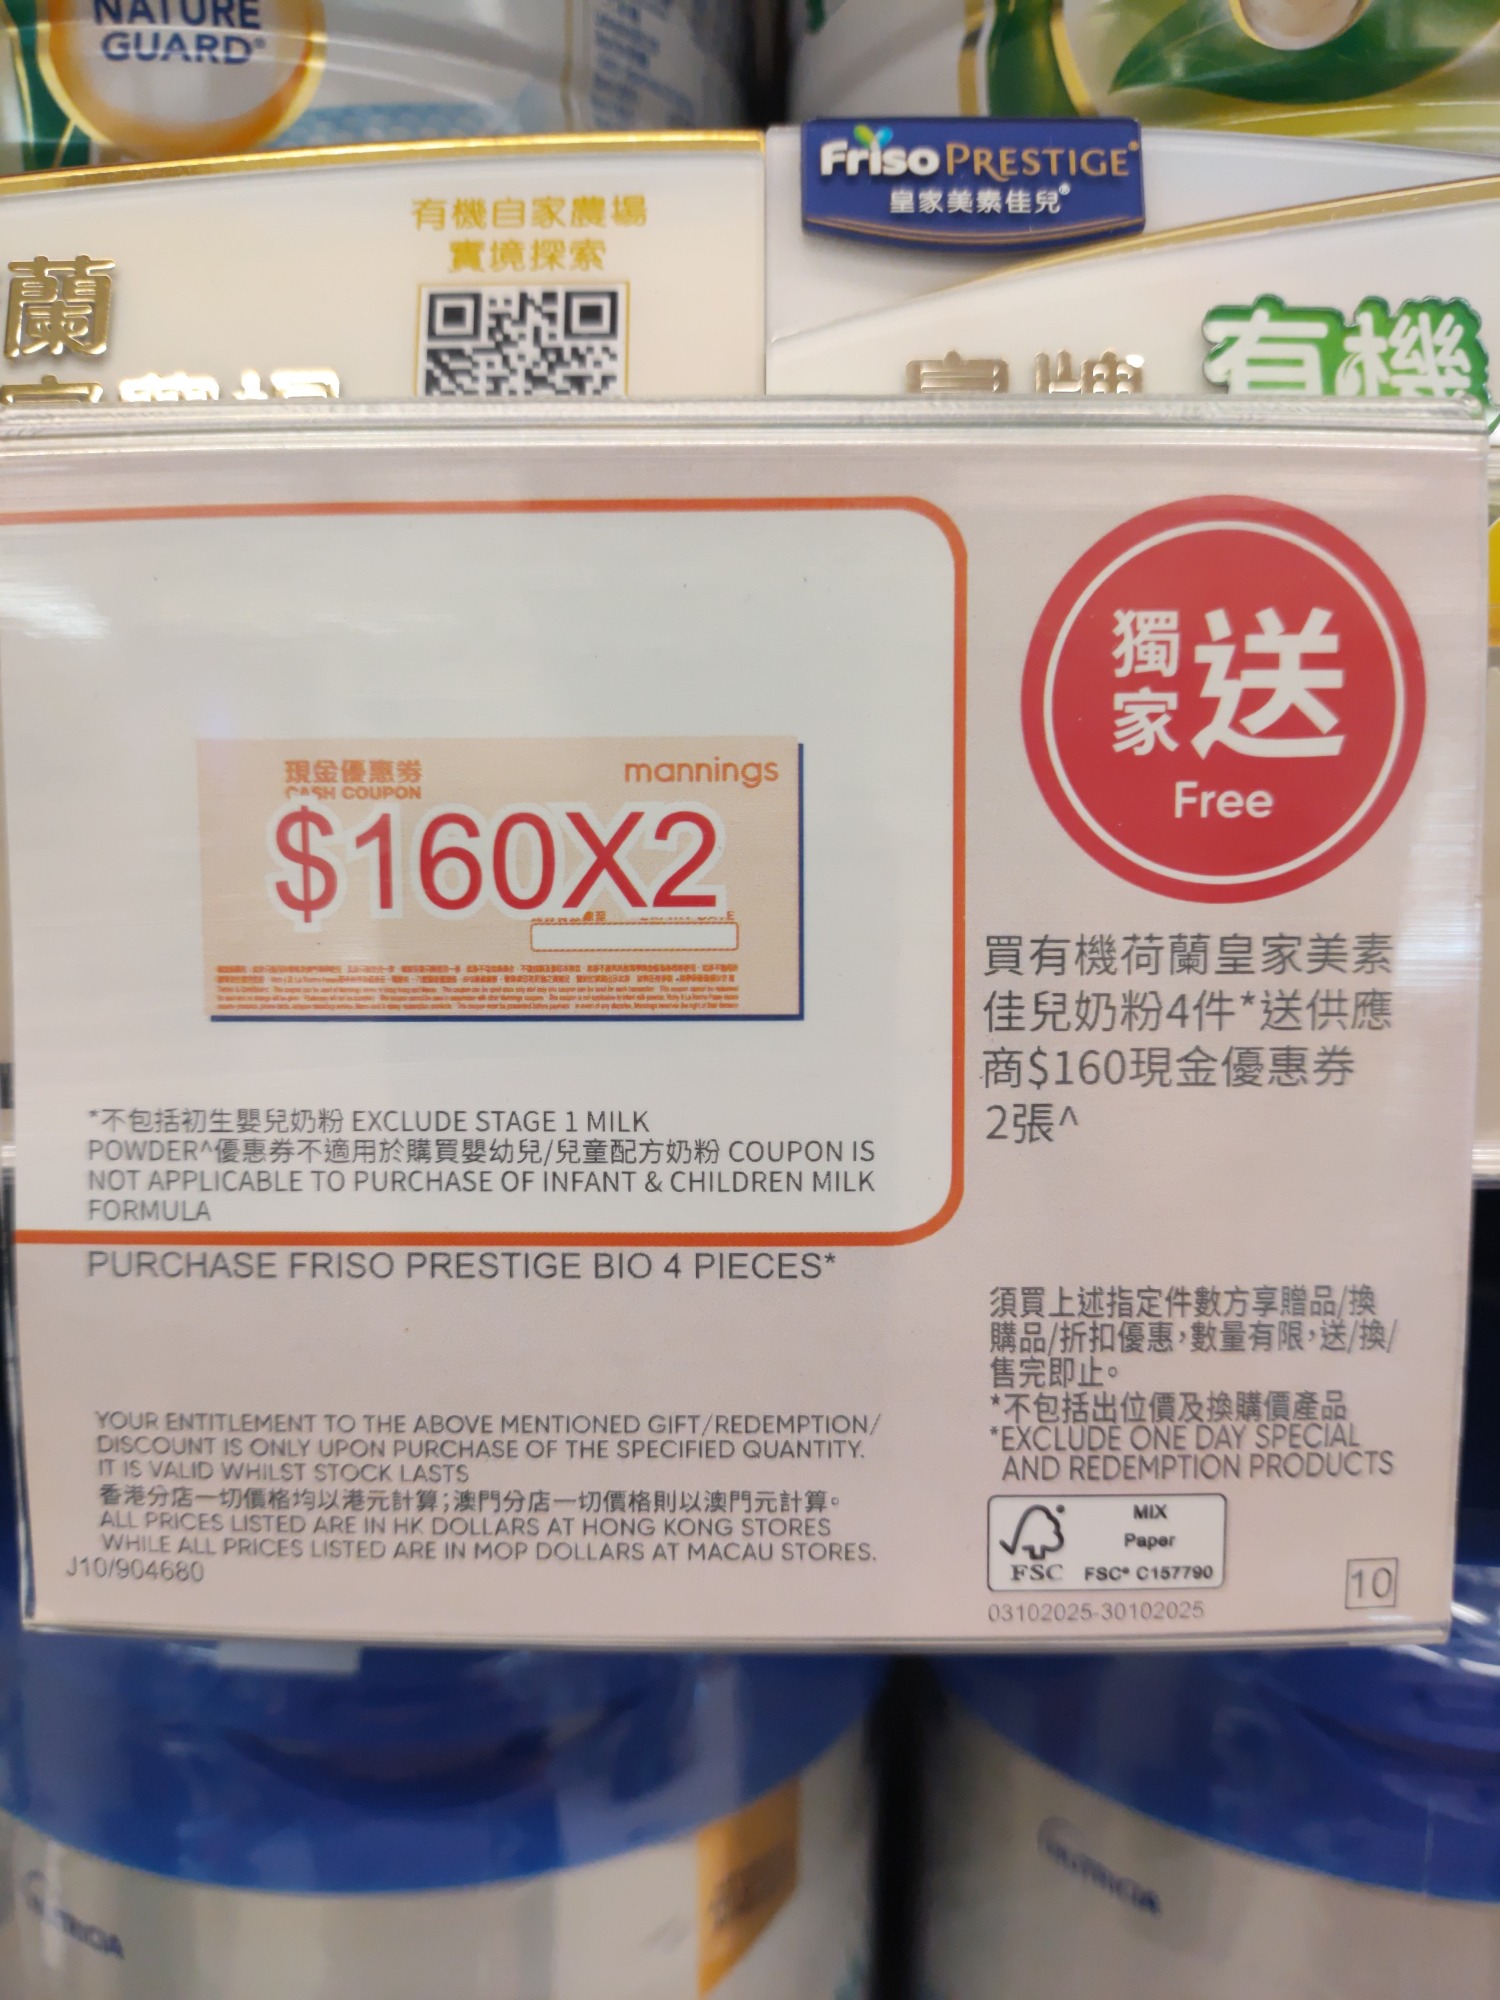 NATURE
GUARD®
Friso PRESTIGE®
皇家美素佳兒®
有機自家農場
實境探索
蘭
有機
獨家送
Free
現金優惠券
CASH COUPON
mannings
$160X2
買有機荷蘭皇家美素
佳兒奶粉4件*送供應
商$160現金優惠券
2張^
*不包括初生嬰兒奶粉 EXCLUDE STAGE 1 MILK
POWDER^優惠券不適用於購買嬰幼兒/兒童配方奶粉 COUPON IS
NOT APPLICABLE TO PURCHASE OF INFANT & CHILDREN MILK
FORMULA
PURCHASE FRISO PRESTIGE BIO 4 PIECES*
須買上述指定件數方享贈品/換
購品/折扣優惠,數量有限,送/換/
售完即止。
*不包括出位價及換購價產品
*EXCLUDE ONE DAY SPECIAL
AND REDEMPTION PRODUCTS
YOUR ENTITLEMENT TO THE ABOVE MENTIONED GIFT/REDEMPTION/
DISCOUNT IS ONLY UPON PURCHASE OF THE SPECIFIED QUANTITY.
IT IS VALID WHILST STOCK LASTS
香港分店一切價格均以港元計算;澳門分店一切價格則以澳門元計算。
ALL PRICES LISTED ARE IN HK DOLLARS AT HONG KONG STORES
WHILE ALL PRICES LISTED ARE IN MOP DOLLARS AT MACAU STORES.
J10/904680
FSC
MIX
Paper
FSC® C157790
03102025-30102025
10
NUTRICIA